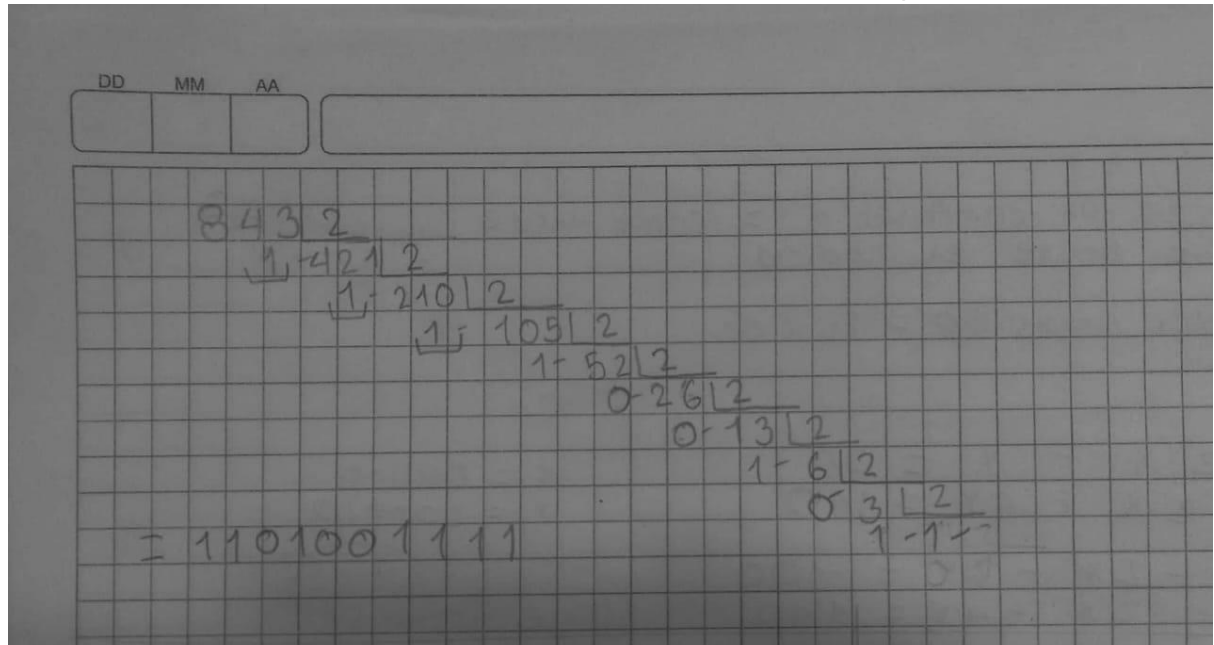 DD MM AA
843 2
1 - 421 2
1 - 210 2
1 - 105 2
1 - 52 2
0 - 26 2
0 - 13 2
1 - 6 2
0 - 3 2
1 - 1 -
= 1101001111